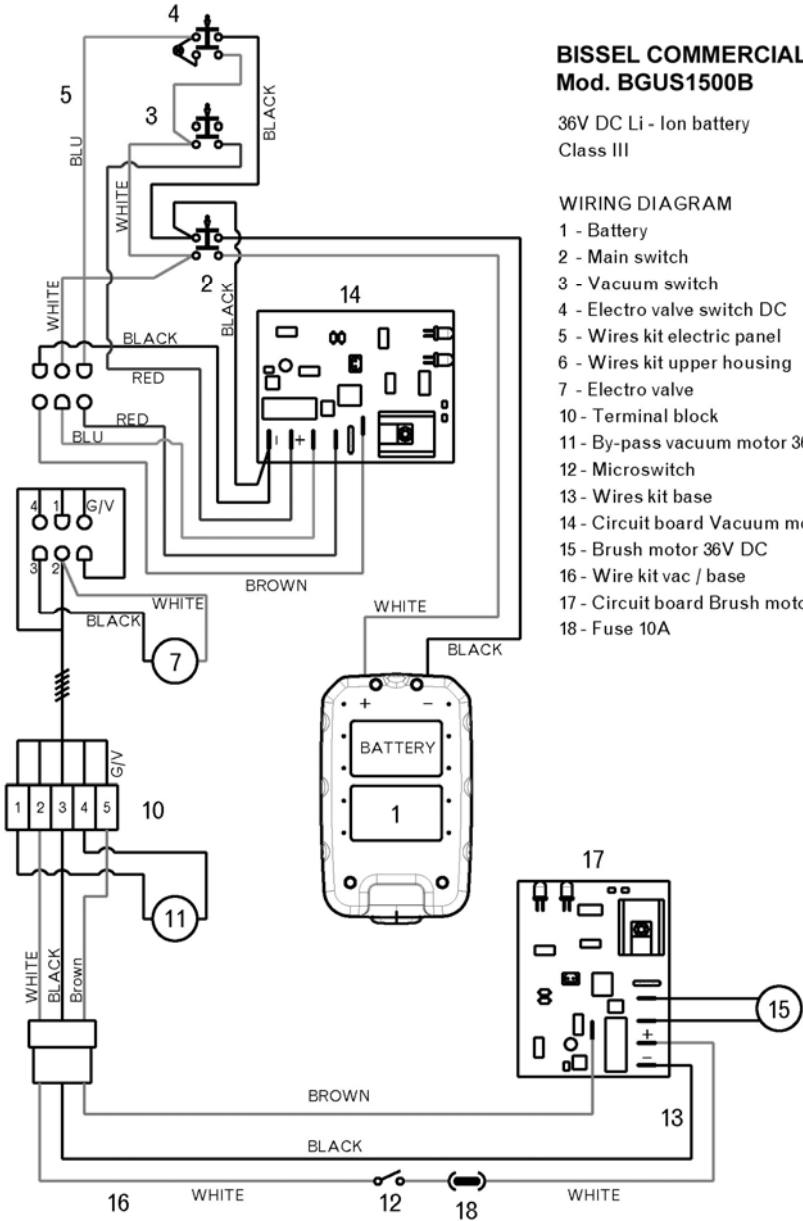 4
BISSEL COMMERCIAL
Mod. BGUS1500B
36V DC Li - Ion battery
Class III
WIRING DIAGRAM
1 - Battery
2 - Main switch
3 - Vacuum switch
4 - Electro valve switch DC
5 - Wires kit electric panel
6 - Wires kit upper housing
7 - Electro valve
10 - Terminal block
11 - By-pass vacuum motor
12 - Microswitch
13 - Wires kit base
14 - Circuit board Vacuum
15 - Brush motor 36V DC
16 - Wire kit vac / base
17 - Circuit board Brush
18 - Fuse 10A
5
3
BLACK
BLU
WHITE
2
WHITE
BLACK
14
BLACK
RED
RED
BLU
- +
4 1 G/V
3 2
BROWN
WHITE
BLACK
7
WHITE
BLACK
+ -
BATTERY
1
G/V
1 2 3 4 5
10
11
17
WHITE
BLACK
Brown
15
+
-
BROWN
13
BLACK
16
WHITE
12
18
WHITE